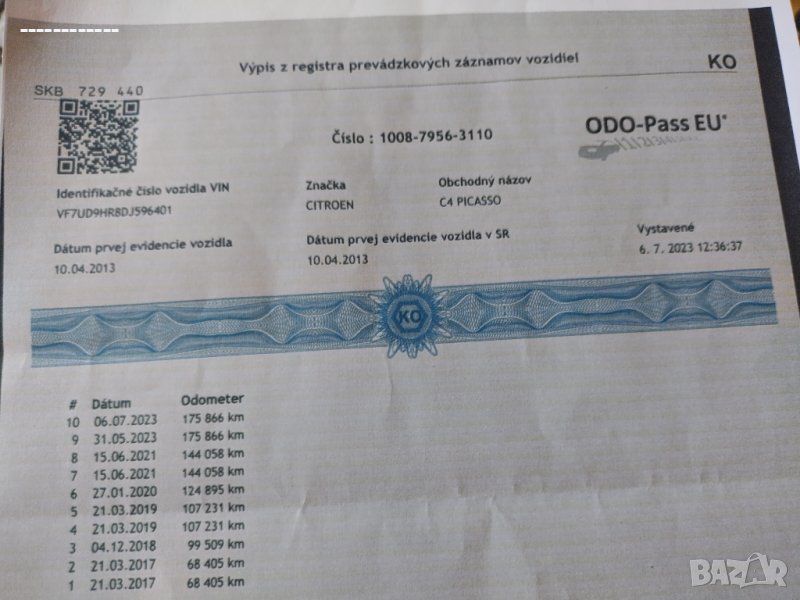 Výpis z registra prevádzkových záznamov vozidiel
KO
SKB 729 440
Číslo : 1008-7956-3110
ODO-Pass EU®
Identifikačné číslo vozidla VIN
VF7UD9HR8DJ596401
Značka
CITROEN
Obchodný názov
C4 PICASSO
Dátum prvej evidencie vozidla
10.04.2013
Dátum prvej evidencie vozidla v SR
10.04.2013
Vystavené
6. 7. 2023 12:36:37
KO
# Dátum Odometer
10 06.07.2023 175 866 km
9 31.05.2023 175 866 km
8 15.06.2021 144 058 km
7 15.06.2021 144 058 km
6 27.01.2020 124 895 km
5 21.03.2019 107 231 km
4 21.03.2019 107 231 km
3 04.12.2018 99 509 km
2 21.03.2017 68 405 km
1 21.03.2017 68 405 km
BAZAR